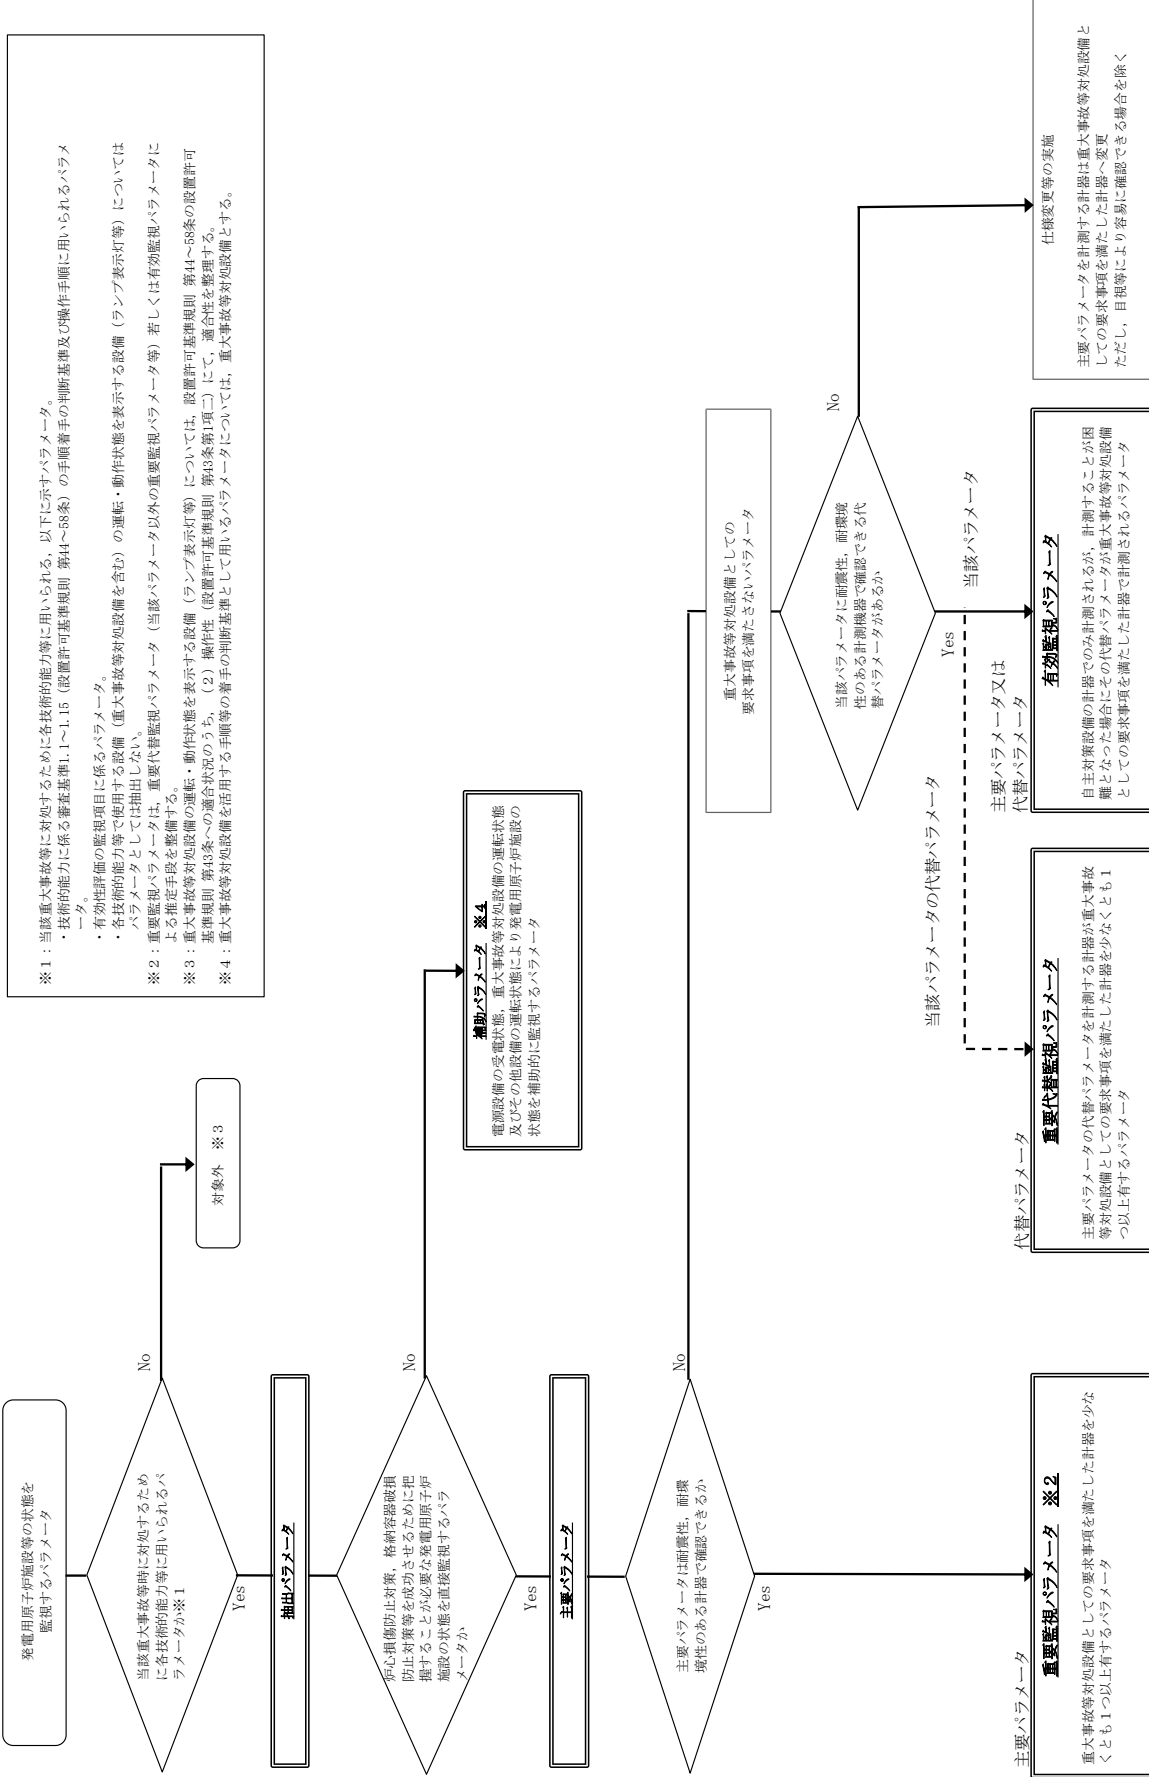 発電用原子炉施設等の状態を
監視するパラメータ
当該重大事故等時に対処するため
に各技術的能力等に用いられるパ
ラメータか※1
No
対象外 ※3
Yes
抽出パラメータ
炉心損傷防止対策，格納容器破損
防止対策等を成功させるために把
握することが必要な発電用原子炉
施設の状態を直接監視するパラ
メータか
No
補助パラメータ ※4
電源設備の受電状態，重大事故等対処設備の運転状態
及びその他設備の運転状態により発電用原子炉施設の
状態を補助的に監視するパラメータ
Yes
主要パラメータ
主要パラメータは耐震性，耐環
境性のある計器で確認できるか
No
Yes
重大事故等対処設備としての
要求事項を満たさないパラメータ
当該パラメータに耐震性，耐環境
性のある計測機器で確認できる代
替パラメータがあるか
No
Yes
当該パラメータ
当該パラメータの代替パラメータ
主要パラメータ
重要監視パラメータ ※2
重大事故等対処設備としての要求事項を満たした計器を少な
くとも1つ以上有するパラメータ
代替パラメータ
重要代替監視パラメータ
主要パラメータの代替パラメータを計測する計器が重大事故
等対処設備としての要求事項を満たした計器を少なくとも1
つ以上有するパラメータ
主要パラメータ又は
代替パラメータ
有効監視パラメータ
自主対策設備の計器でのみ計測されるが，計測することが困
難となった場合にその代替パラメータが重大事故等対処設備
としての要求事項を満たした計器で計測されるパラメータ
仕様変更等の実施
主要パラメータを計測する計器は重大事故等対処設備と
しての要求事項を満たした計器へ変更
ただし，目視等により容易に確認できる場合を除く
※1：当該重大事故等に対処するために各技術的能力等に用いられる，以下に示すパラメータ。
・技術的能力に係る審査基準1.1～1.15（設置許可基準規則 第44～58条）の手順着手の判断基準及び操作手順に用いられるパラメ
ータ。
・有効性評価の監視項目に係るパラメータ。
・各技術的能力等で使用する設備（重大事故等対処設備を含む）の運転・動作状態を表示する設備（ランプ表示灯等）については
パラメータとしては抽出しない。
※2：重要監視パラメータは，重要代替監視パラメータ（当該パラメータ以外の重要監視パラメータ等）若しくは有効監視パラメータに
よる推定手段を整備する。
※3：重大事故等対処設備の運転・動作状態を表示する設備（ランプ表示灯等）については，設置許可基準規則 第44～58条の設置許可
基準規則 第43条への適合状況のうち，（2）操作性（設置許可基準規則 第43条第1項二）にて，適合性を整理する。
※4：重大事故等対処設備を活用する手順等の着手の判断基準として用いるパラメータについては，重大事故等対処設備とする。